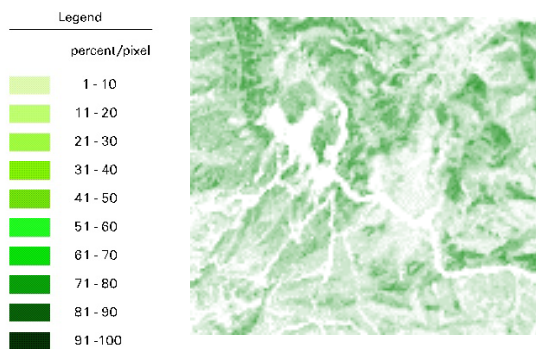 Legend
percent/pixel
1 - 10
11 - 20
21 - 30
31 - 40
41 - 50
51 - 60
61 - 70
71 - 80
81 - 90
91 -100